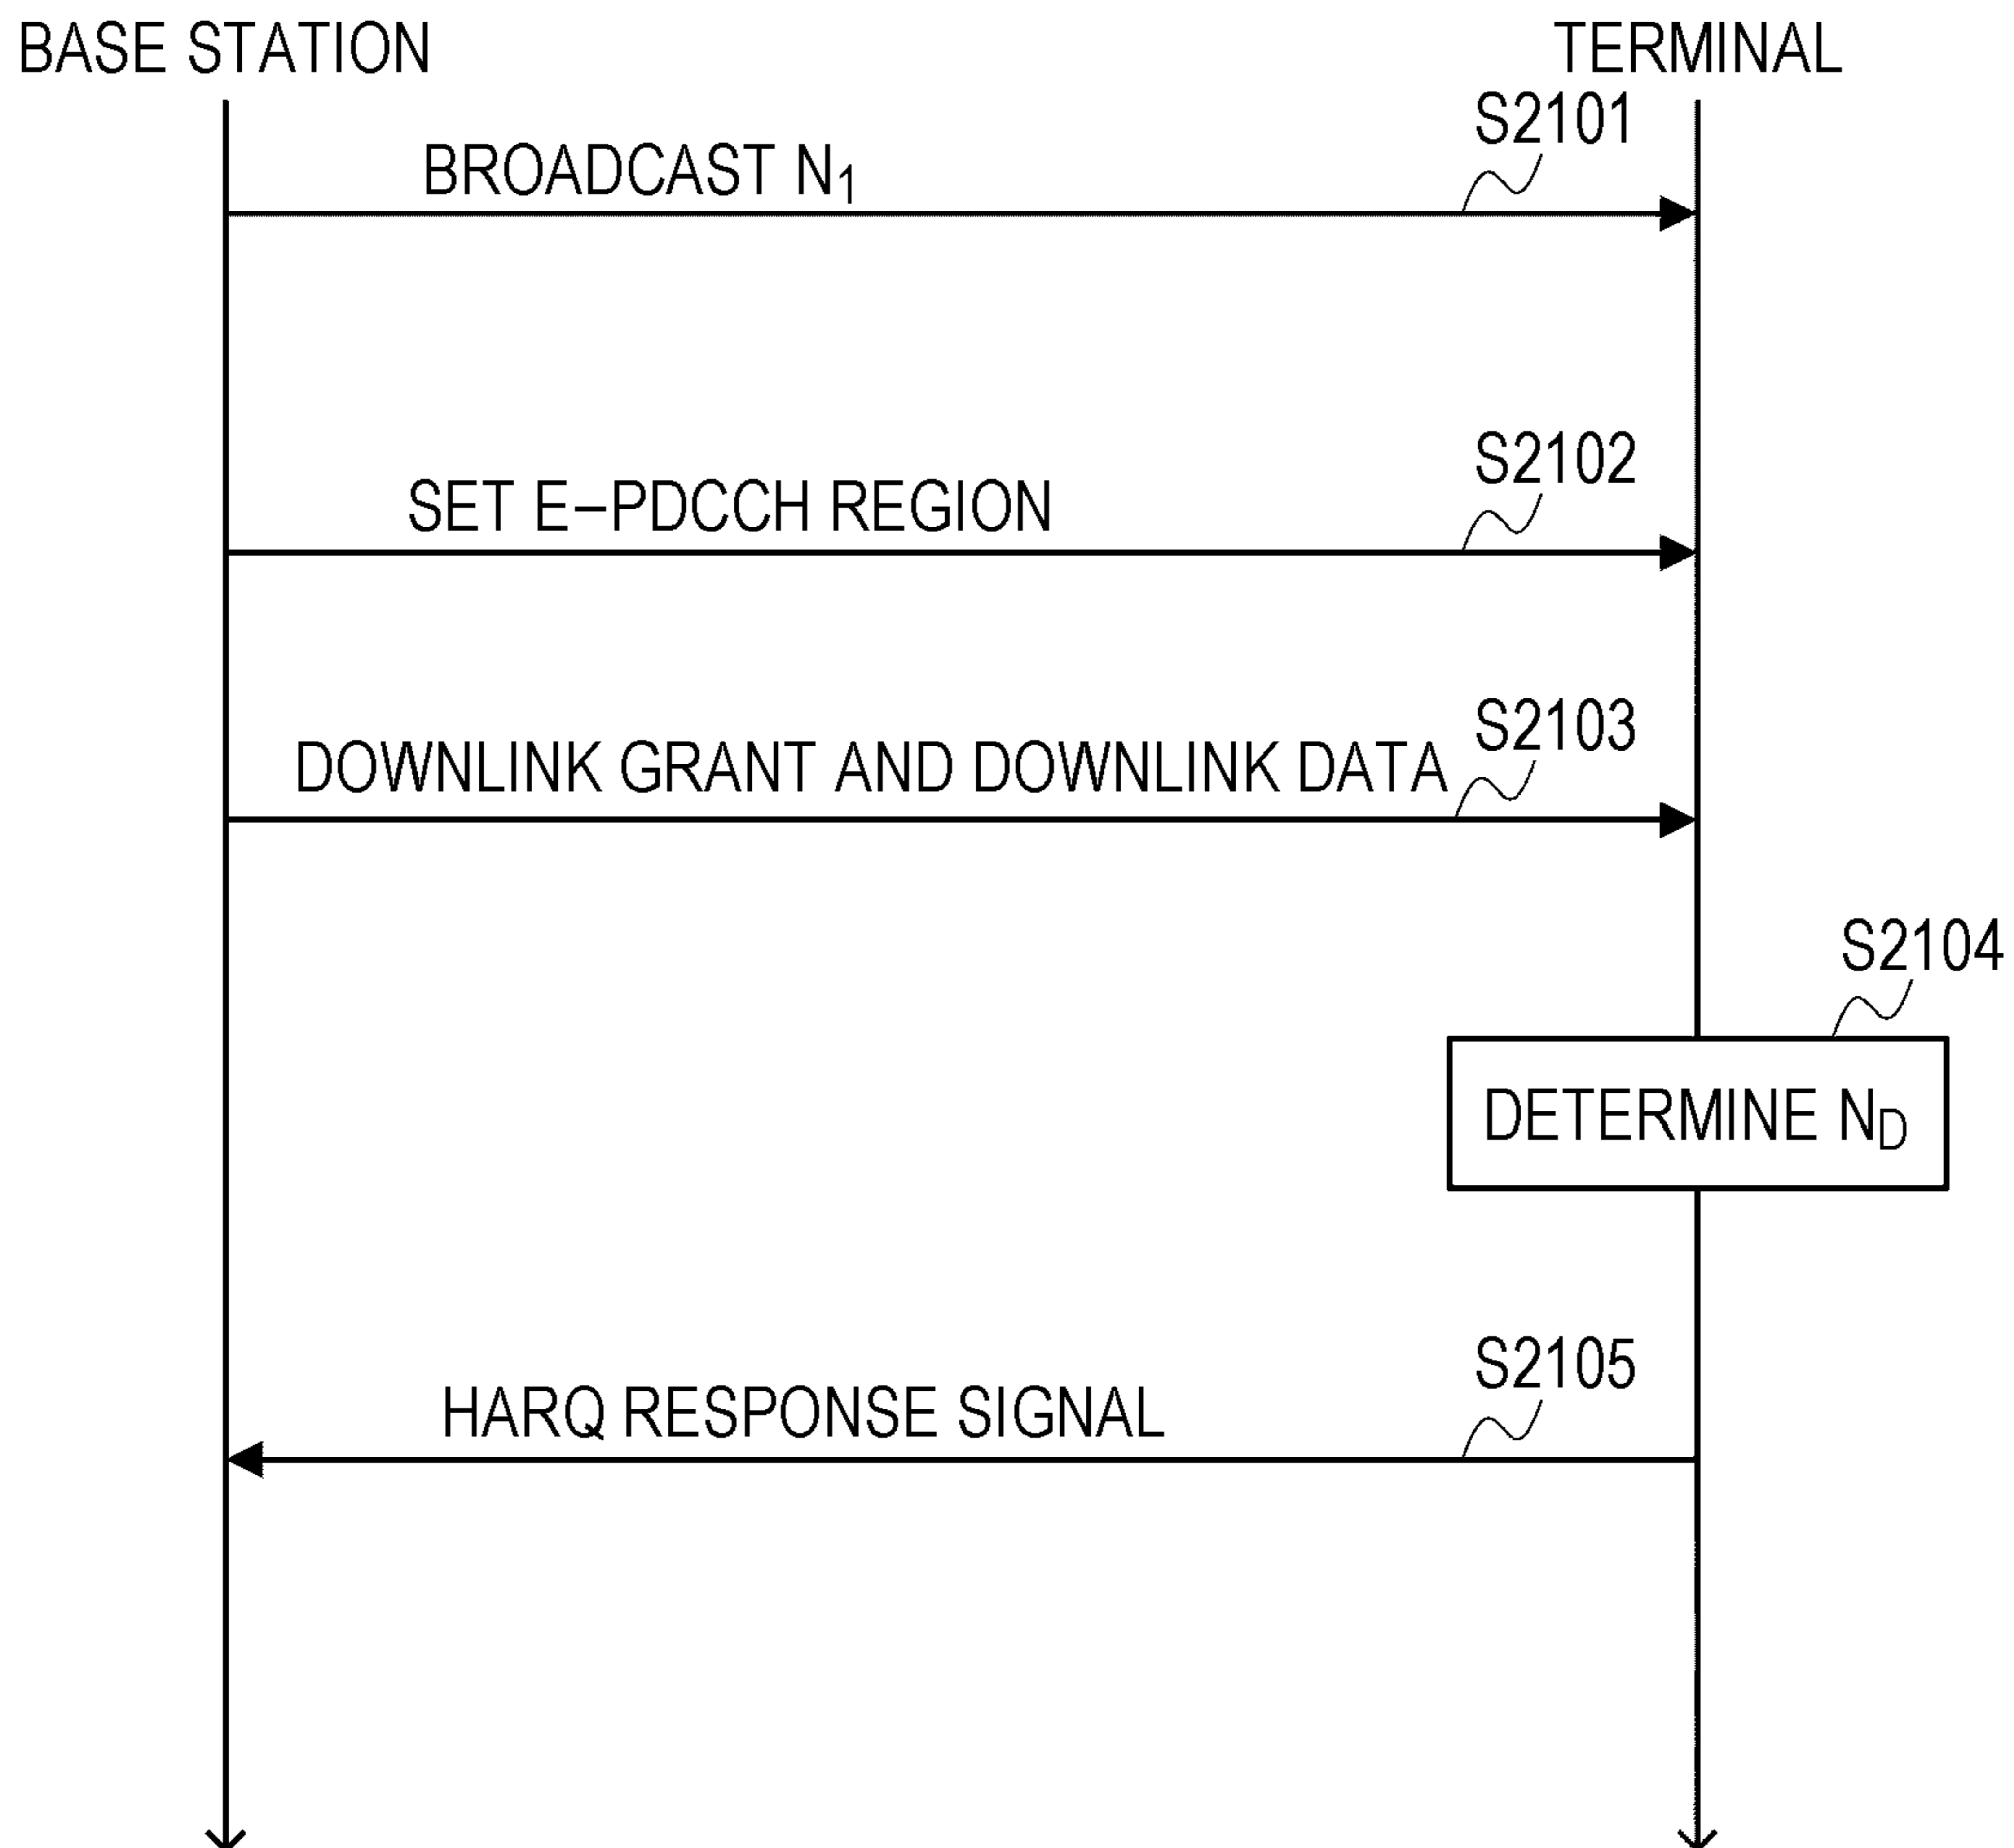 BASE STATION
TERMINAL
S2101
BROADCAST N₁
S2102
SET E–PDCCH REGION
S2103
DOWNLINK GRANT AND DOWNLINK DATA
S2104
DETERMINE N_D
S2105
HARQ RESPONSE SIGNAL